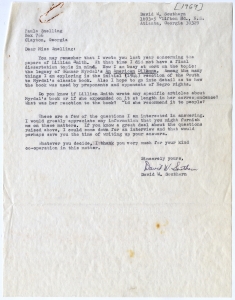 (1969)
David W. Southern
Atlanta, Georgia 30329
Paula Snelling
Box 754
Clayton, Georgia
Dear Miss Snelling:
You may remember that I wrote you last year concerning the
papers of Lillian Smith. At that time I did not have a final
dissertation topic in mind. Now I am busy at work on the topic:
the legacy of Gunnar Myrdal's An American Dilemma. Among the many
things I am exploring is the initial reaction of the South
to Myrdal's classic book. Also I hope to go into detail as to how
the book was used by proponents and opponents of Negro rights.
Do you know if Lillian Smith wrote any specific articles about
Myrdal's book or if she expounded on it at length in her correspondence?
What was her reaction to the book? Did she recommend it to people?
These are a few of the questions I am interested in answering.
I would greatly appreciate any information that you might furnish
me on these matters. If you know a great deal about the questions
raised above, I could come down for an interview and that would
perhaps save you the time of writing up your answers.
Whatever you decide, I thank you very much for your kind
co-operation in this matter.
Sincerely yours,
David W. Southern
David W. Southern